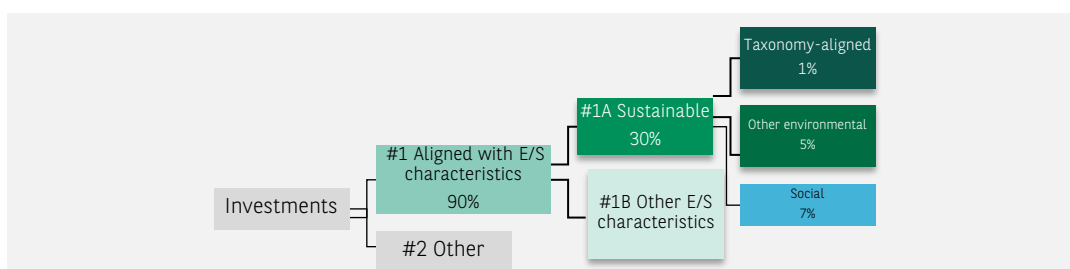 Investments
#1 Aligned with E/S
characteristics
90%
#2 Other
#1A Sustainable
30%
#1B Other E/S
characteristics
Taxonomy-aligned
1%
Other environmental
5%
Social
7%